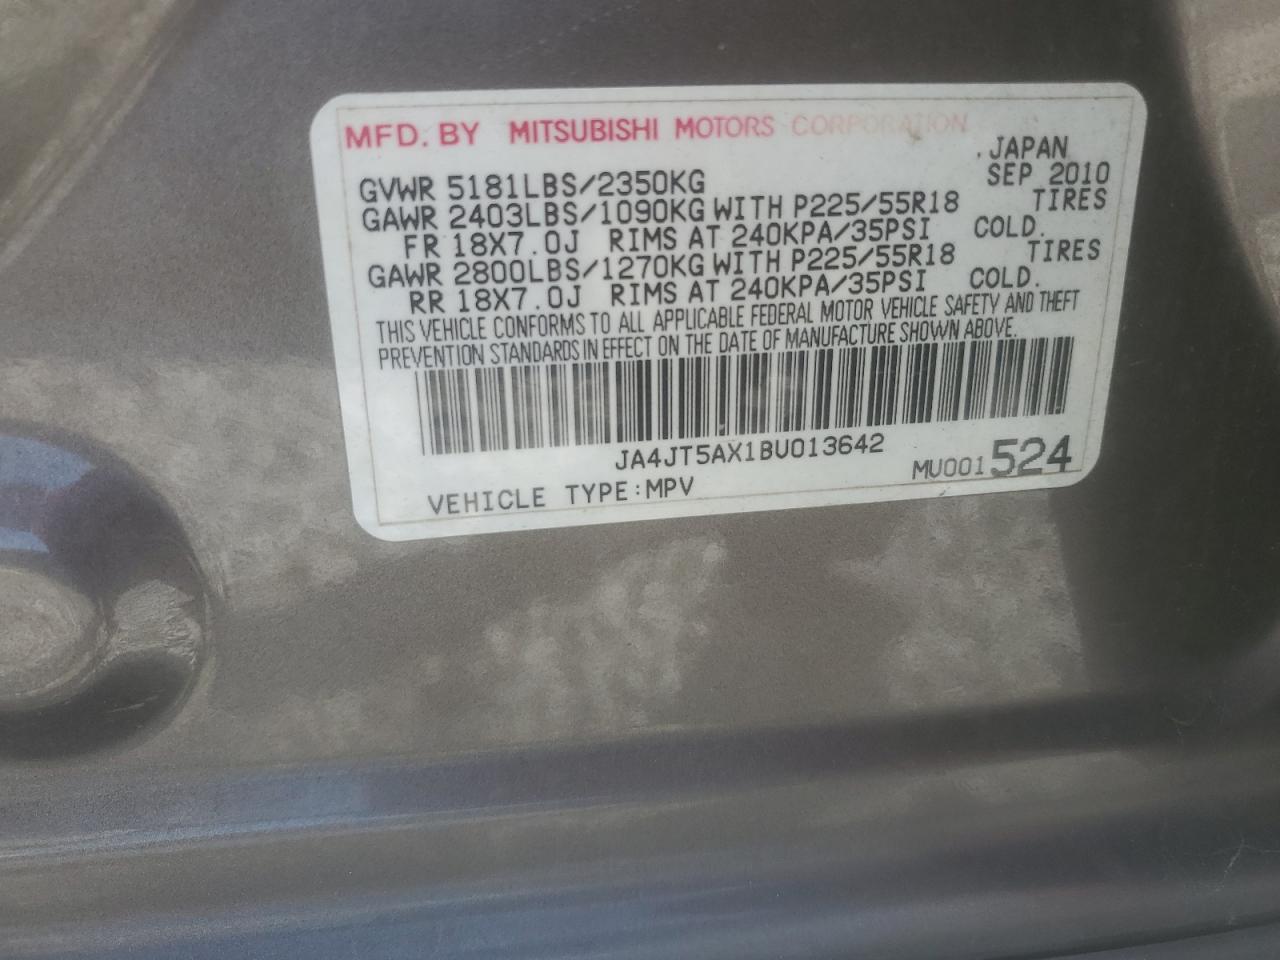 MFD. BY MITSUBISHI MOTORS CORPORATION
, JAPAN
GVWR 5181LBS/2350KG SEP 2010
GAWR 2403LBS/1090KG WITH P225/55R18 TIRES
FR 18X7.0J RIMS AT 240KPA/35PSI COLD.
GAWR 2800LBS/1270KG WITH P225/55R18 TIRES
RR 18X7.0J RIMS AT 240KPA/35PSI COLD.
THIS VEHICLE CONFORMS TO ALL APPLICABLE FEDERAL MOTOR VEHICLE SAFETY AND THEFT
PREVENTION STANDARDS IN EFFECT ON THE DATE OF MANUFACTURE SHOWN ABOVE.
JA4JT5AX1BU013642
MU001524
VEHICLE TYPE:MPV